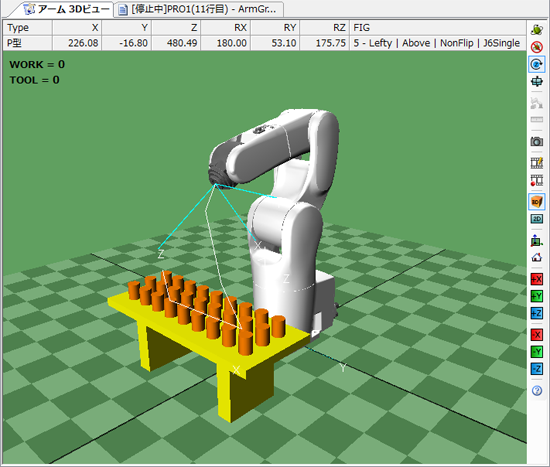 アーム 3Dビュー [停止中]PRO1(11行目) - ArmGr...
Type X Y Z RX RY RZ FIG
P型 226.08 -16.80 480.49 180.00 53.10 175.75 5 - Lefty | Above | NonFlip | J6Single
WORK = 0
TOOL = 0
Z
X
Z
X
Y
3D
2D
+X
+Y
+Z
-X
-Y
-Z